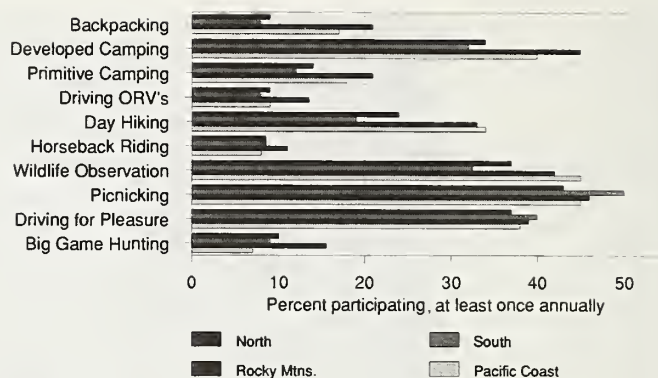 Backpacking
Developed Camping
Primitive Camping
Driving ORV's
Day Hiking
Horseback Riding
Wildlife Observation
Picnicking
Driving for Pleasure
Big Game Hunting
0 10 20 30 40 50
Percent participating, at least once annually
North South
Rocky Mtns. Pacific Coast